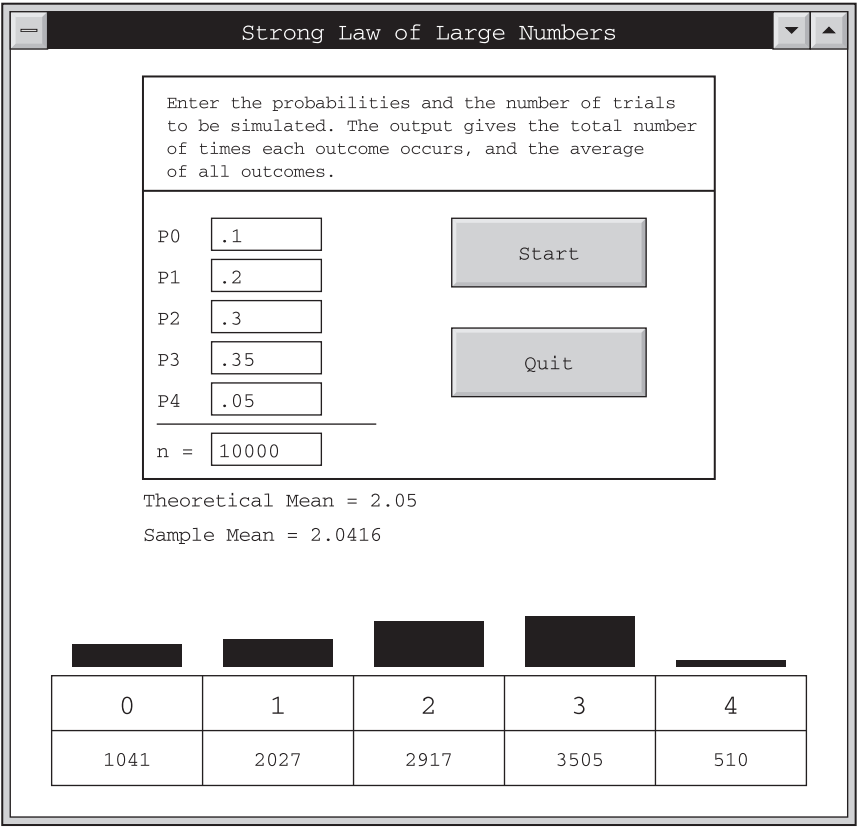 Strong Law of Large Numbers
Enter the probabilities and the number of trials
to be simulated. The output gives the total number
of times each outcome occurs, and the average
of all outcomes.
P0 .1
P1 .2
P2 .3
P3 .35
P4 .05
n = 10000
Start
Quit
Theoretical Mean = 2.05
Sample Mean = 2.0416
0 1 2 3 4
1041 2027 2917 3505 510